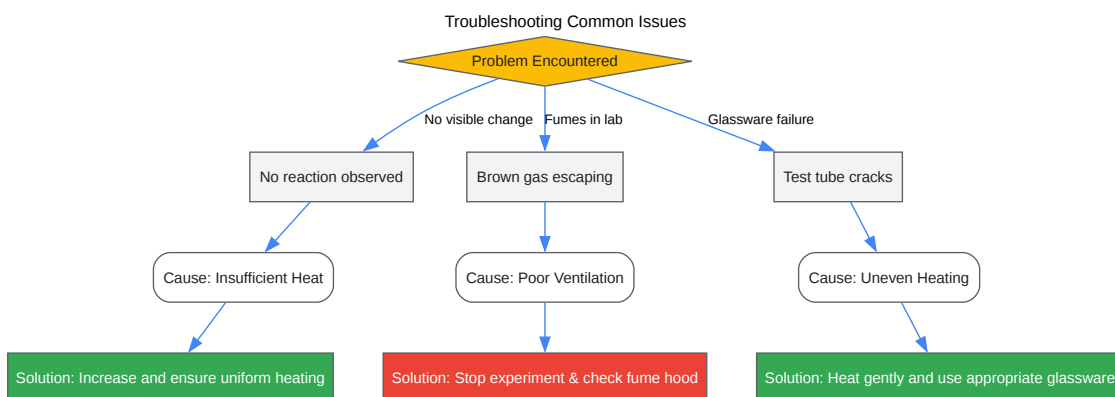 Troubleshooting Common Issues
Problem Encountered
No visible change
Fumes in lab
Glassware failure
No reaction observed
Brown gas escaping
Test tube cracks
Cause: Insufficient Heat
Cause: Poor Ventilation
Cause: Uneven Heating
Solution: Increase and ensure uniform heating
Solution: Stop experiment & check fume hood
Solution: Heat gently and use appropriate glassware